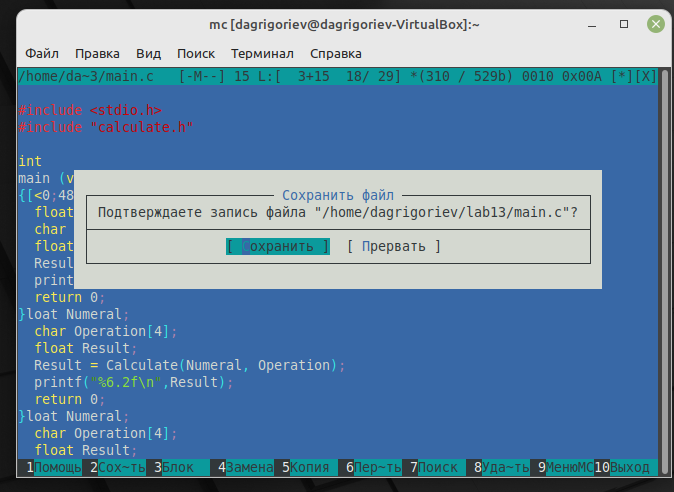 mc [dagrigoriev@dagrigoriev-VirtualBox]:~
Файл Правка Вид Поиск Терминал Справка
/home/da~3/main.c [-M--] 15 L:[ 3+15 18/ 29] *(310 / 529b) 0010 0x00A [*][X]
#include <stdio.h>
#include "calculate.h"
int
main (v
{[<0;48
float
char
float
Resul
print
Сохранить файл
Подтверждаете запись файла "/home/dagrigoriev/lab13/main.c"?
[ Сохранить ] [ Прервать ]
return 0;
}loat Numeral;
char Operation[4];
float Result;
Result = Calculate(Numeral, Operation);
printf("%6.2f\n",Result);
return 0;
}loat Numeral;
char Operation[4];
float Result;
1Помощь 2Сох~ть 3Блок 4Замена 5Копия 6Пер~ть 7Поиск 8Уда~ть 9МенюMC 10Выход